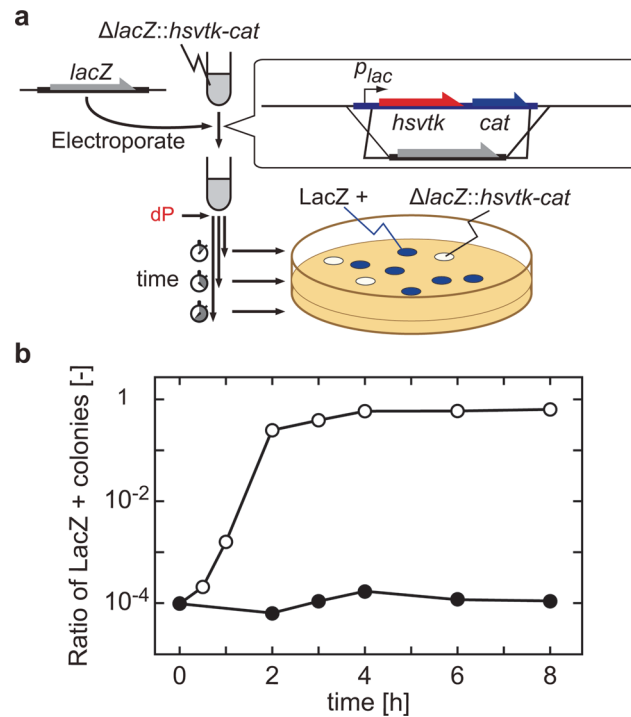 a
ΔlacZ::hsvtk-cat
lacZ
Electroporate
plac
hsvtk
cat
dP
time
LacZ +
ΔlacZ::hsvtk-cat
b
Ratio of LacZ + colonies [-]
1
10-2
10-4
0
2
4
6
8
time [h]